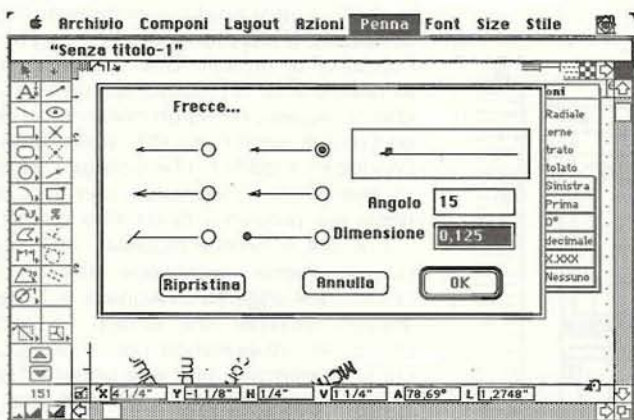 Archivio Componi Layout Azioni Penna Font Size Stile
"Senza titolo-1"
Frecce...
Angolo 15
Dimensione 0,125
Ripristina Annulla OK
oni
Radiale
erne
trato
tolato
Sinistra
Prima
0°
decimale
X.XXX
Nessuno
151 X 4 1/4" Y -1 1/8" H 1/4" V 1 1/4" A 78,69° L 1,2748"